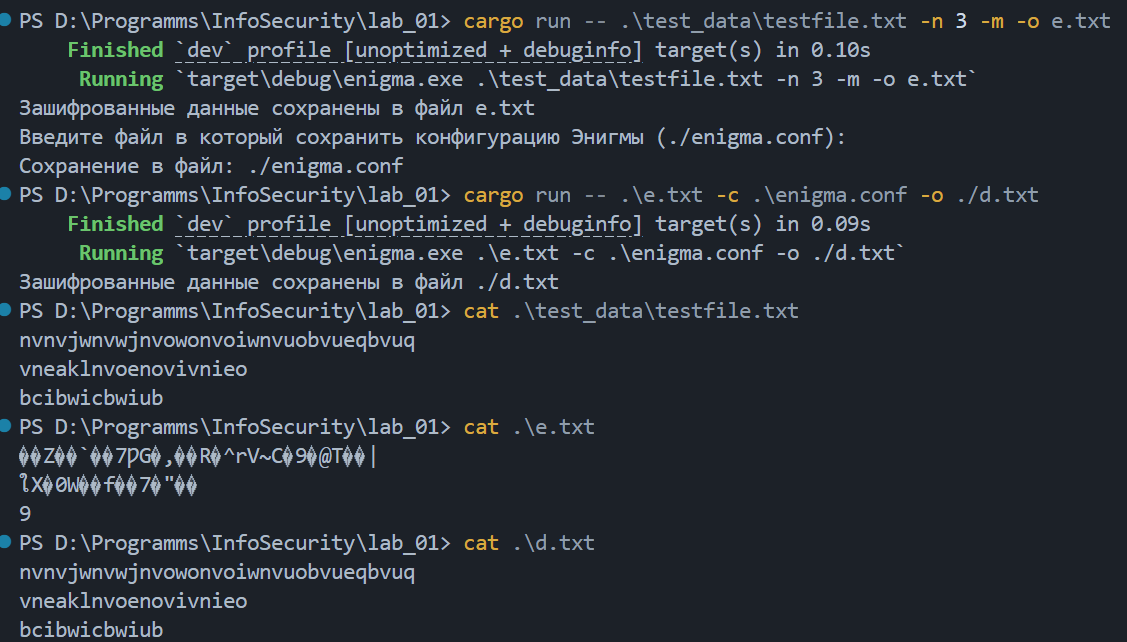 PS D:\Programms\InfoSecurity\lab_01> cargo run -- .\test_data\testfile.txt -n 3 -m -o e.txt
Finished `dev` profile [unoptimized + debuginfo] target(s) in 0.10s
Running `target\debug\enigma.exe .\test_data\testfile.txt -n 3 -m -o e.txt`
Зашифрованные данные сохранены в файл e.txt
Введите файл в который сохранить конфигурацию Энигмы (./enigma.conf):
Сохранение в файл: ./enigma.conf
PS D:\Programms\InfoSecurity\lab_01> cargo run -- .\e.txt -c .\enigma.conf -o ./d.txt
Finished `dev` profile [unoptimized + debuginfo] target(s) in 0.09s
Running `target\debug\enigma.exe .\e.txt -c .\enigma.conf -o ./d.txt`
Зашифрованные данные сохранены в файл ./d.txt
PS D:\Programms\InfoSecurity\lab_01> cat .\test_data\testfile.txt
nvnvjwnvwjnvowonvoiwnvuobvueqbvuq
vneaklnvoenovivnieo
bcibwicbwiub
PS D:\Programms\InfoSecurity\lab_01> cat .\e.txt
��Z��`��7ϷG�,��R�^rV~C�9�@T��|
X�0W��f��7�"��
9
PS D:\Programms\InfoSecurity\lab_01> cat .\d.txt
nvnvjwnvwjnvowonvoiwnvuobvueqbvuq
vneaklnvoenovivnieo
bcibwicbwiub